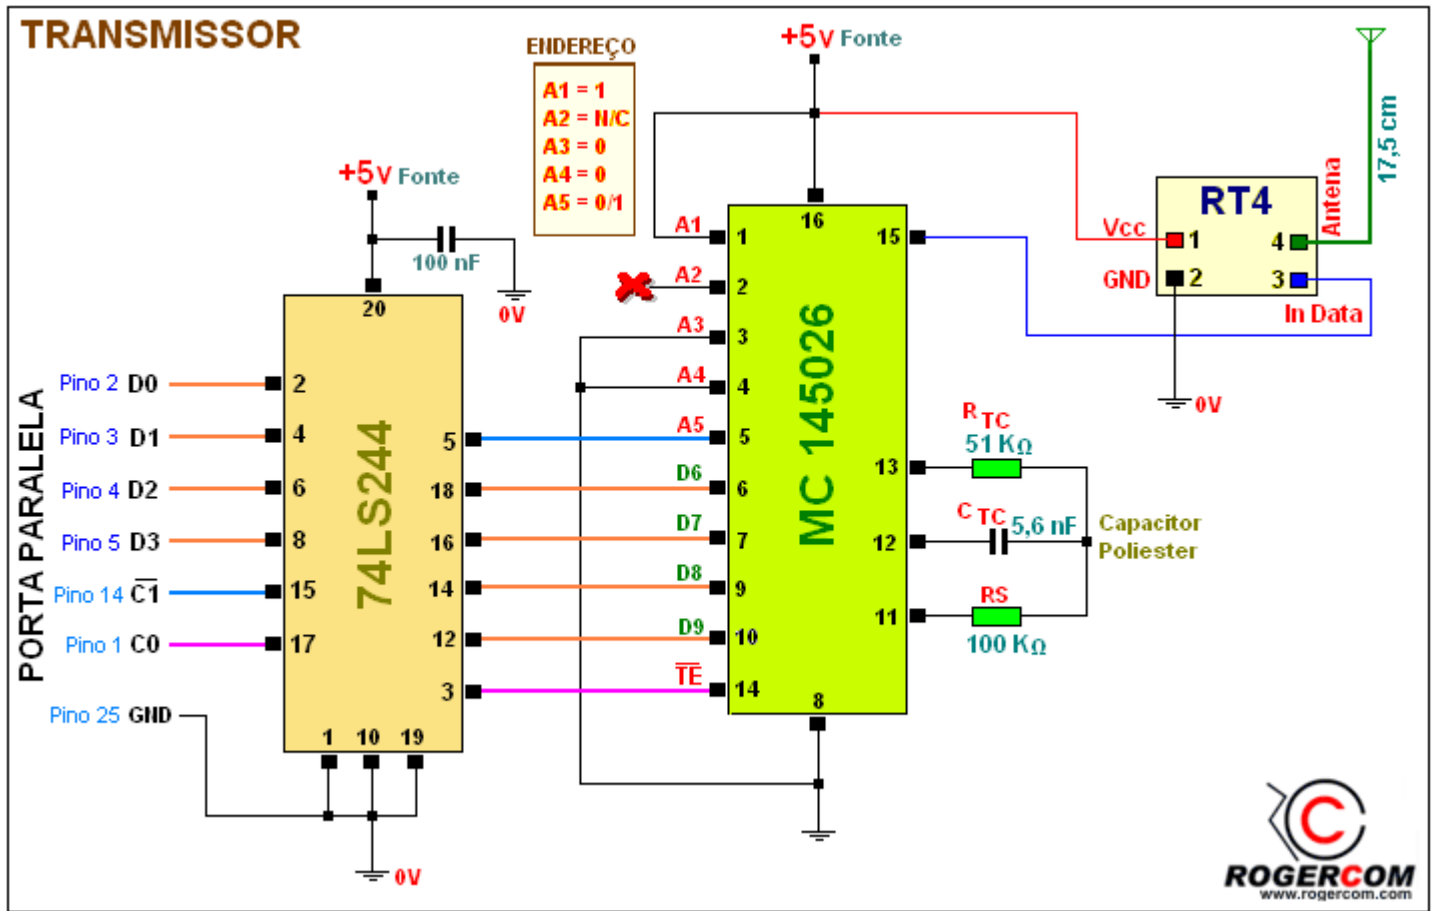 TRANSMISSOR
ENDEREÇO
A1 = 1
A2 = N/C
A3 = 0
A4 = 0
A5 = 0/1
+5v Fonte
+5v Fonte
100 nF
0V
17,5 cm
Antena
RT4
Vcc
1
4
GND
2
3
In Data
0V
PORTA PARALELA
Pino 2 D0
Pino 3 D1
Pino 4 D2
Pino 5 D3
Pino 14 C̅1̅
Pino 1 C0
Pino 25 GND
74LS244
20
2
4
6
8
15
17
5
18
16
14
12
3
1
10
19
0V
MC 145026
16
A1
1
A2
2
A3
3
A4
4
A5
5
D6
6
D7
7
D8
9
D9
10
T̅E̅
14
8
15
13
12
11
R TC
51 KΩ
C TC
5,6 nF
Capacitor
Poliester
RS
100 KΩ
C
ROGERCOM
www.rogercom.com